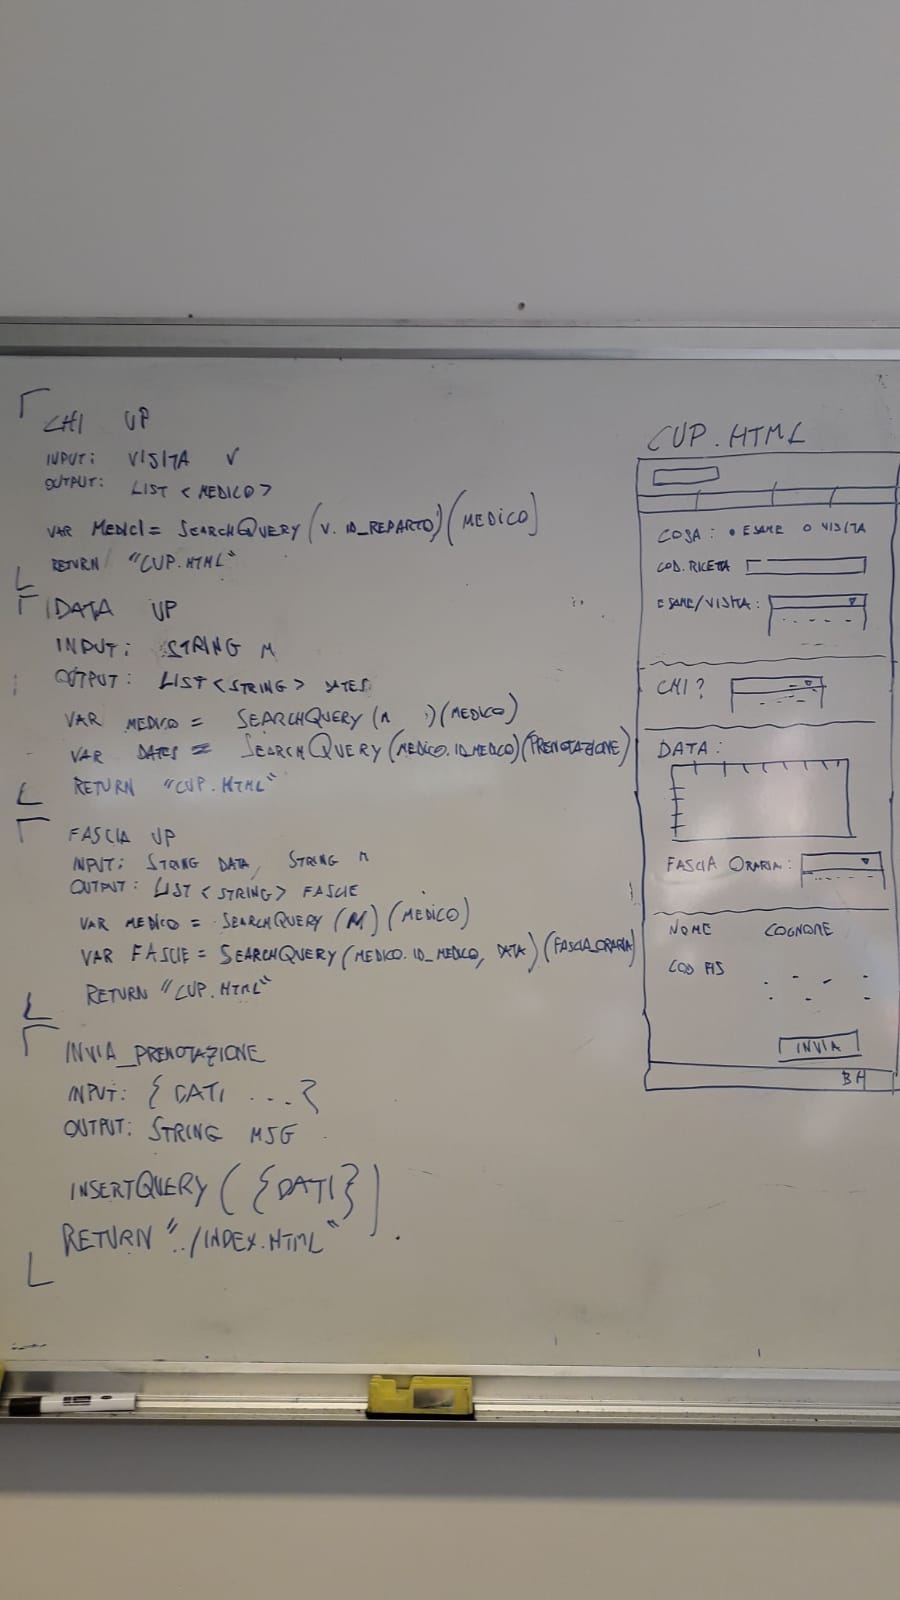 CHI UP
INPUT: VISITA V
OUTPUT: LIST <MEDICO>
VAR MEDICI = SEARCHQUERY (V. ID_REPARTO) (MEDICO)
RETURN "CUP.HTML"
DATA UP
INPUT: STRING M
OUTPUT: LIST <STRING> DATES
VAR MEDICO = SEARCHQUERY (M ) (MEDICO)
VAR DATES = SEARCHQUERY (MEDICO.ID_MEDICO) (PRENOTAZIONE)
RETURN "CUP.HTML"
FASCIA UP
INPUT: STRING DATA, STRING M
OUTPUT: LIST <STRING> FASCIE
VAR MEDICO = SEARCHQUERY (M) (MEDICO)
VAR FASCIE = SEARCHQUERY (MEDICO.ID_MEDICO, DATA) (FASCIA_ORARIA)
RETURN "CUP.HTML"
INVIA_PRENOTAZIONE
INPUT: { DATI ... }
OUTPUT: STRING MSG
INSERTQUERY ( {DATI} )
RETURN "./INDEX.HTML".
CUP.HTML
COSA: • ESAME O VISITA
COD. RICETTA
ESAME/VISITA:
CHI?
DATA:
FASCIA ORARIA:
NOME COGNOME
COD FIS
INVIA
BH